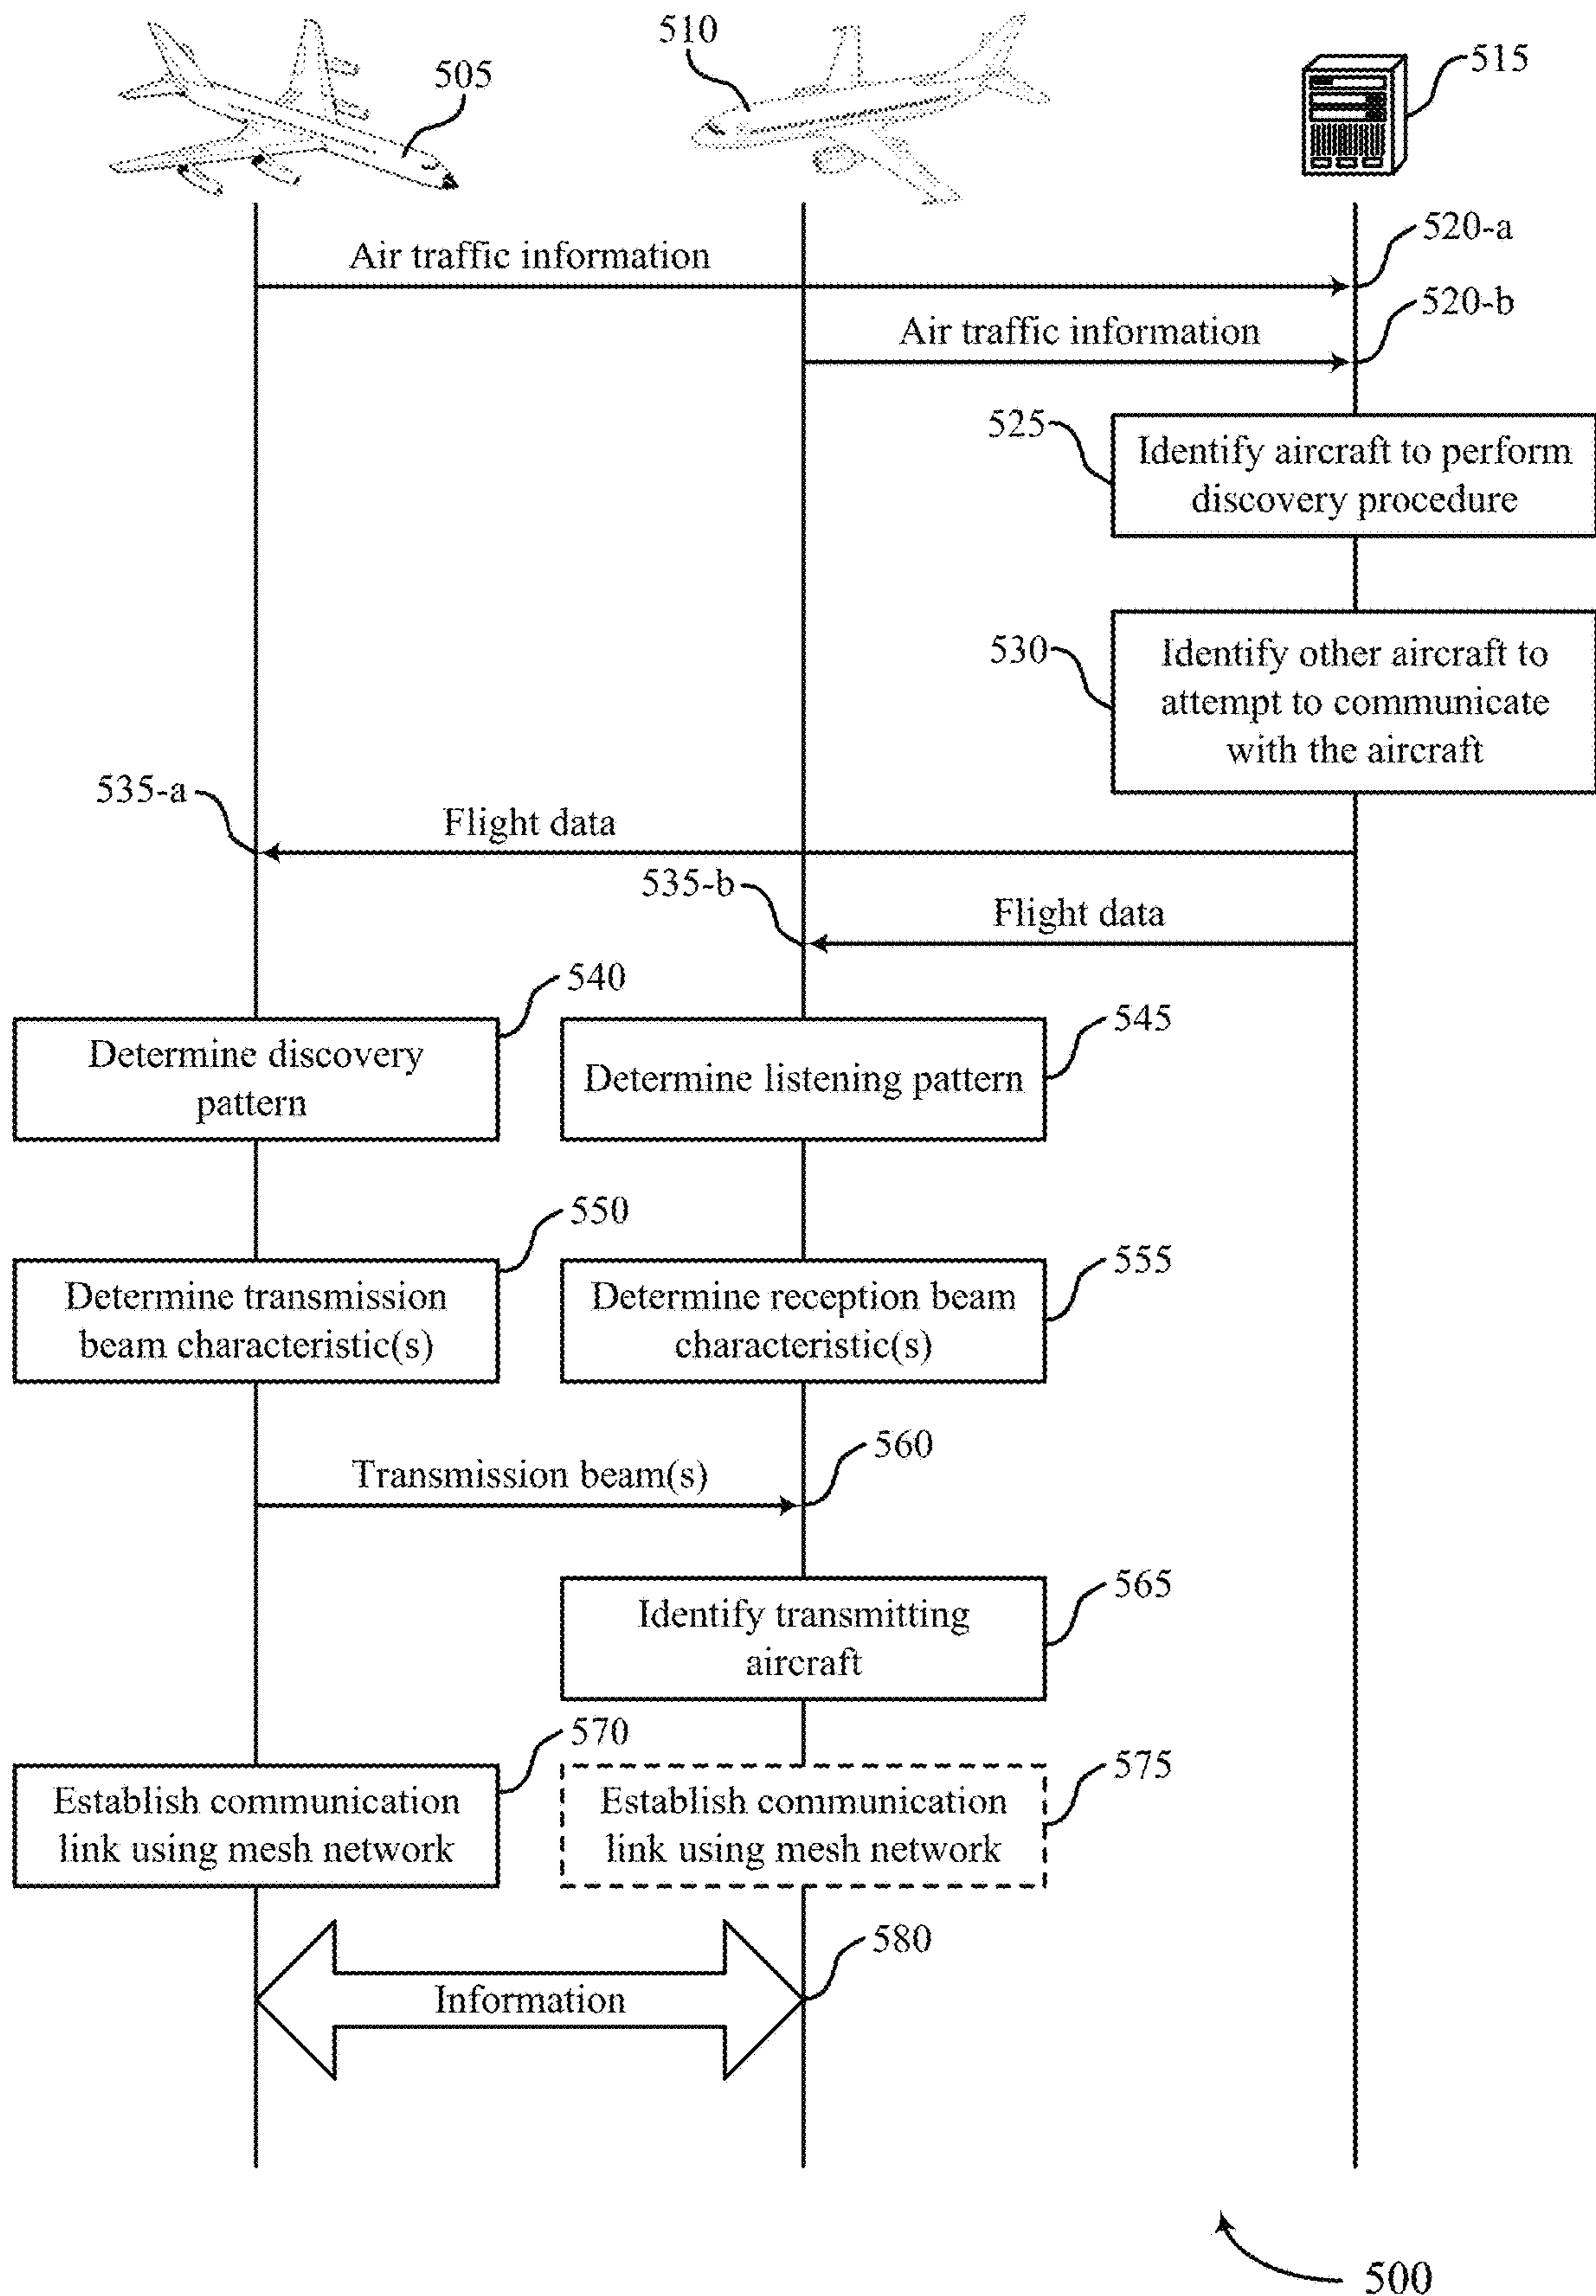 510
505
515
520-a
Air traffic information
520-b
Air traffic information
525
Identify aircraft to perform
discovery procedure
530
Identify other aircraft to
attempt to communicate
with the aircraft
535-a
Flight data
535-b
Flight data
540
545
Determine discovery
pattern
Determine listening pattern
550
555
Determine transmission
beam characteristic(s)
Determine reception beam
characteristic(s)
560
Transmission beam(s)
565
Identify transmitting
aircraft
570
575
Establish communication
link using mesh network
Establish communication
link using mesh network
580
Information
500